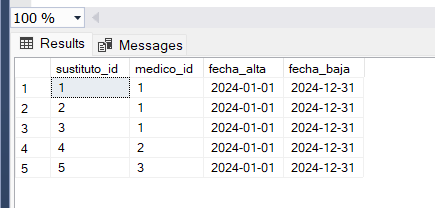 100 %
Results Messages
sustituto_id medico_id fecha_alta fecha_baja
1 1 1 2024-01-01 2024-12-31
2 2 1 2024-01-01 2024-12-31
3 3 1 2024-01-01 2024-12-31
4 4 2 2024-01-01 2024-12-31
5 5 3 2024-01-01 2024-12-31